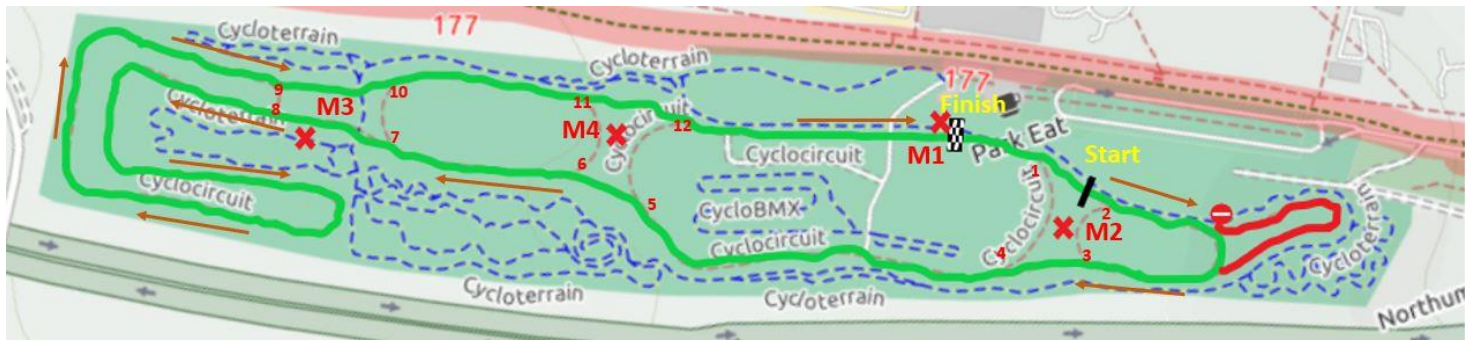 177
Cycloterrain
Cycloterrain
177
Finish
9
10
M3
11
Cyclocircuit
M4
12
8
Cycloterrain
7
6
M1
Park Eat
Start
Cyclocircuit
1
Cyclocircuit
5
CycloBMX
Cyclocircuit
4
2
M2
3
Cyclocircuit
Cycloterrain
Cycloterrain
Cycloterrain
Cycloterrain
Northum